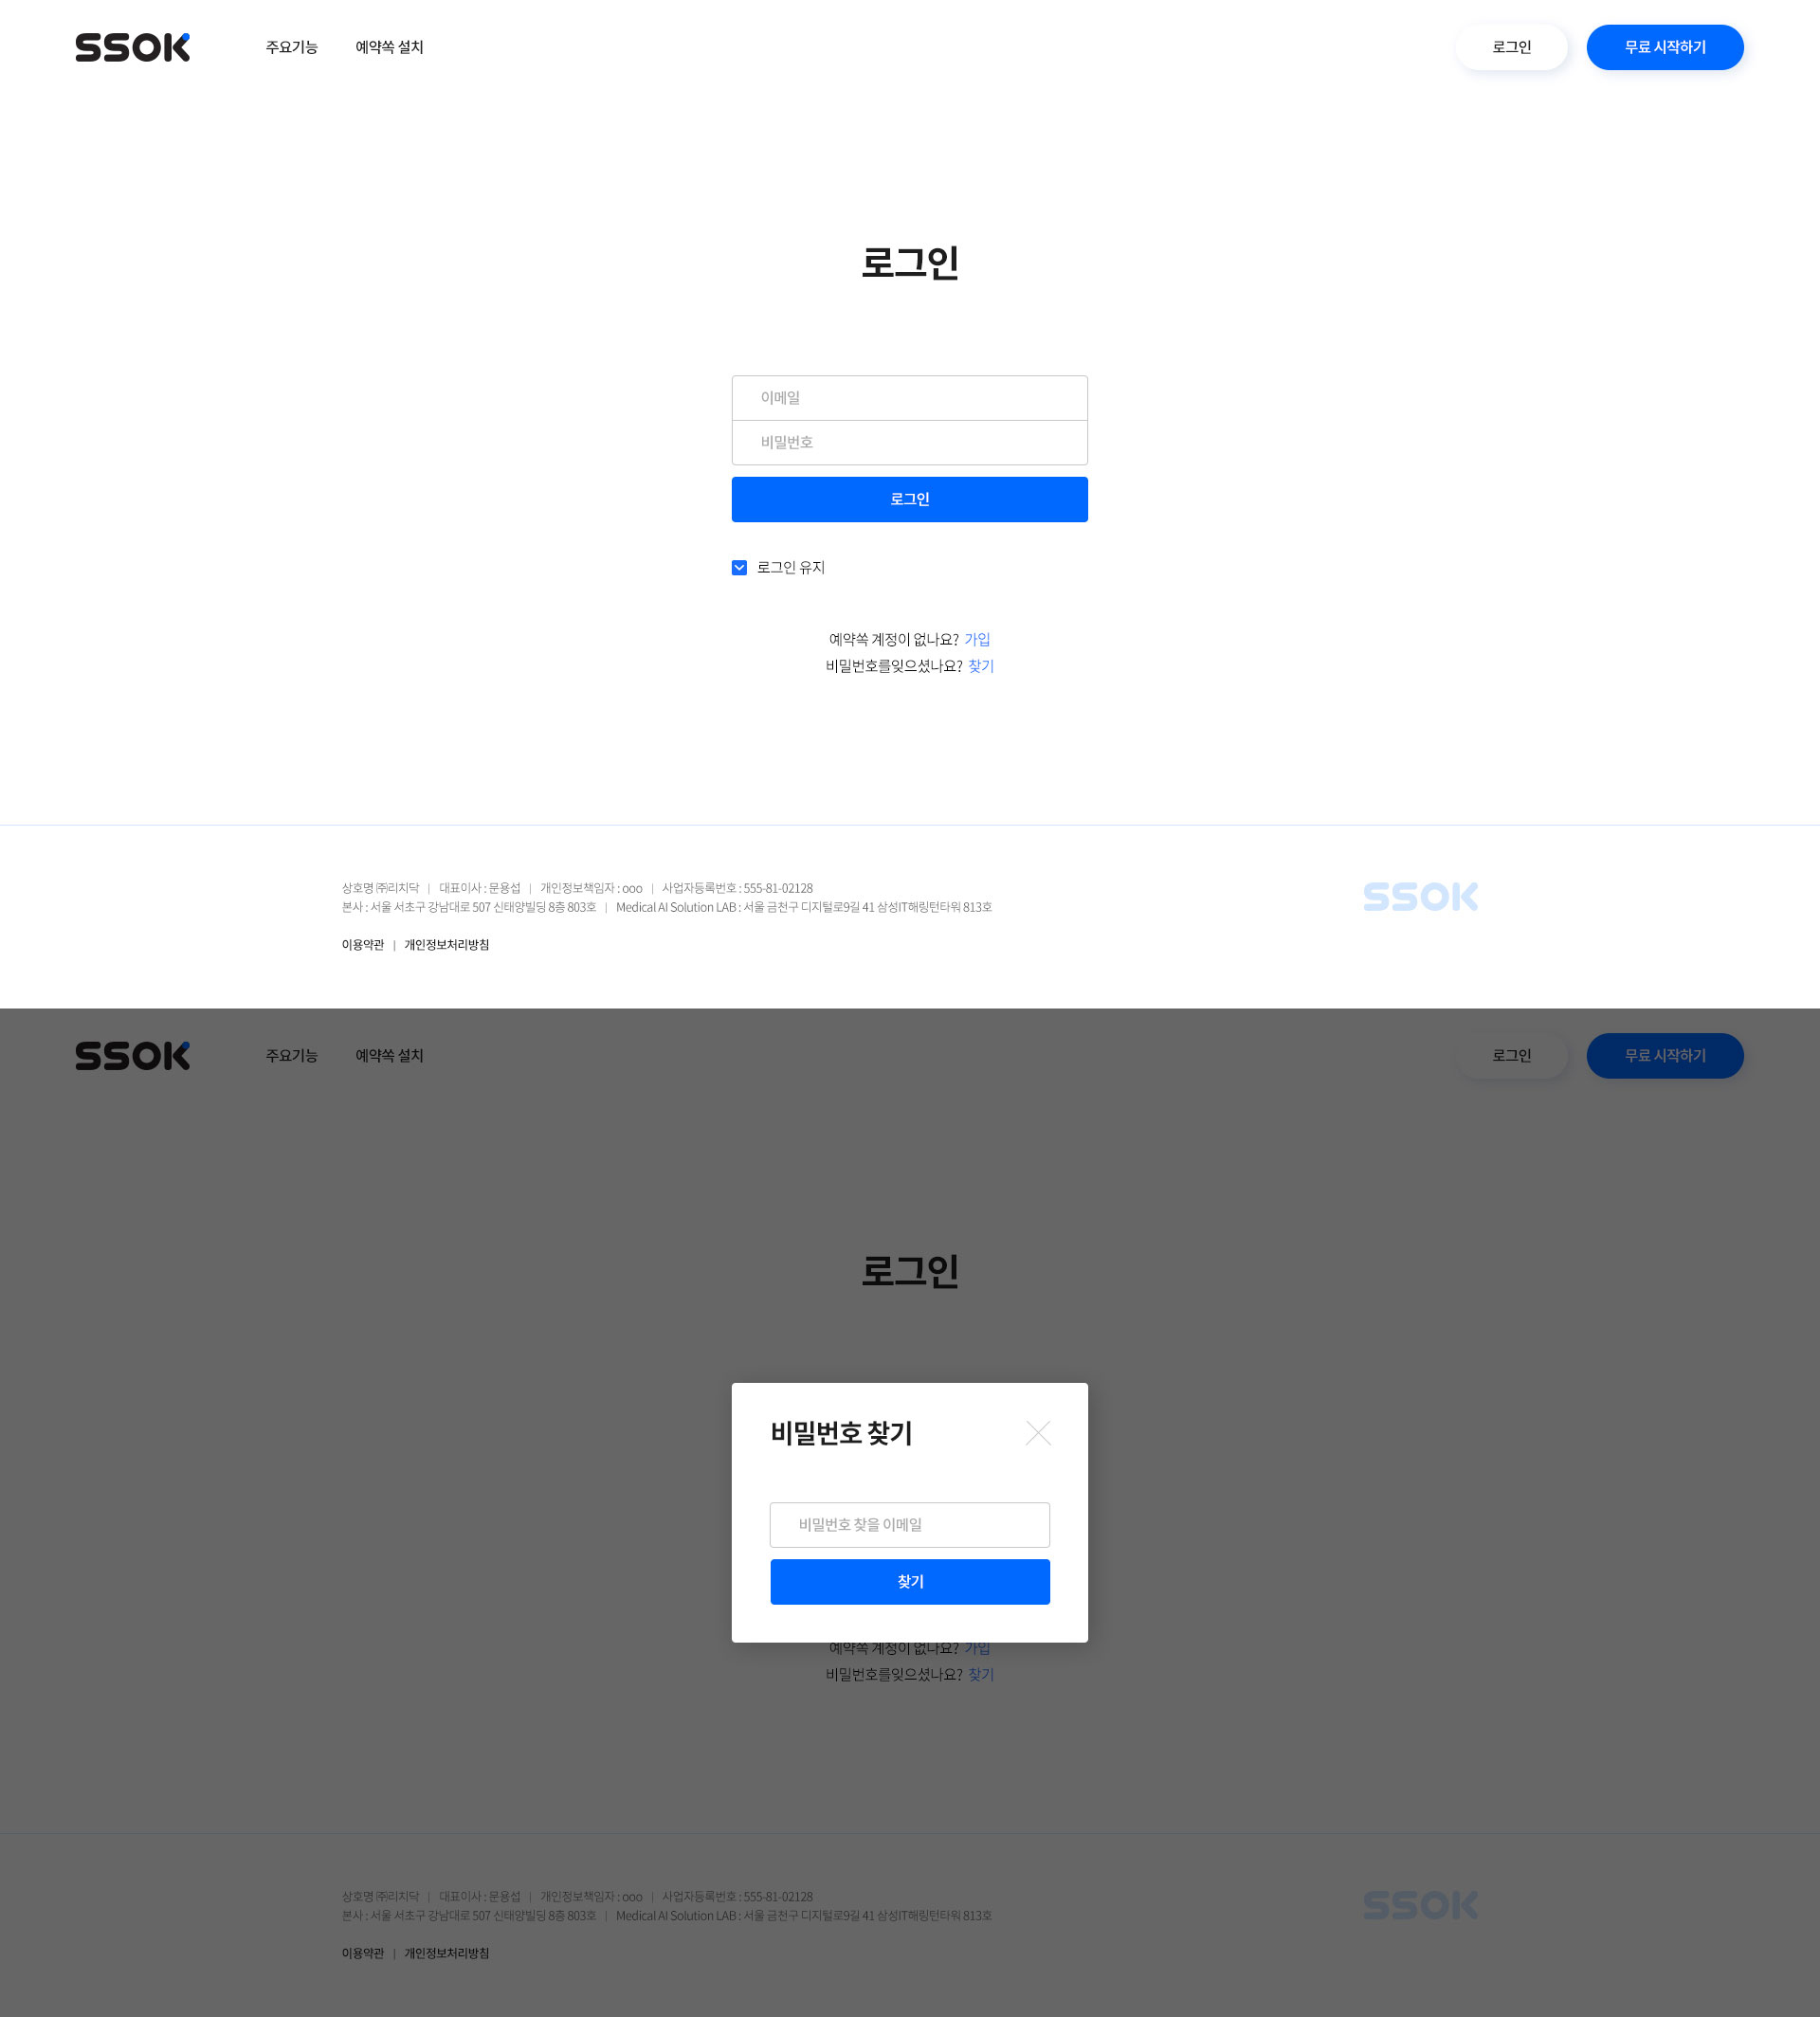 SSOK 주요기능 예약쏙 설치 로그인 무료 시작하기
로그인
이메일
비밀번호
로그인
로그인 유지
예약쏙 계정이 없나요? 가입
비밀번호를잊으셨나요? 찾기
상호명 ㈜리치닥 | 대표이사 : 문용섭 | 개인정보책임자 : ooo | 사업자등록번호 : 555-81-02128
본사 : 서울 서초구 강남대로 507 신태양빌딩 8층 803호 | Medical AI Solution LAB : 서울 금천구 디지털로9길 41 삼성IT해링턴타워 813호
SSOK
이용약관 | 개인정보처리방침
SSOK 주요기능 예약쏙 설치 로그인 무료 시작하기
로그인
비밀번호 찾기
비밀번호 찾을 이메일
찾기
예약쏙 계정이 없나요? 가입
비밀번호를잊으셨나요? 찾기
상호명 ㈜리치닥 | 대표이사 : 문용섭 | 개인정보책임자 : ooo | 사업자등록번호 : 555-81-02128
본사 : 서울 서초구 강남대로 507 신태양빌딩 8층 803호 | Medical AI Solution LAB : 서울 금천구 디지털로9길 41 삼성IT해링턴타워 813호
SSOK
이용약관 | 개인정보처리방침